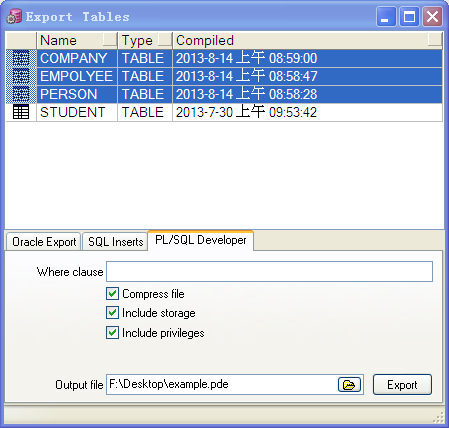 Export Tables
Name Type Compiled
COMPANY TABLE 2013-8-14 上午 08:59:00
EMPOLYEE TABLE 2013-8-14 上午 08:58:47
PERSON TABLE 2013-8-14 上午 08:58:28
STUDENT TABLE 2013-7-30 上午 09:53:42
Oracle Export SQL Inserts PL/SQL Developer
Where clause
Compress file
Include storage
Include privileges
Output file F:\Desktop\example.pde Export